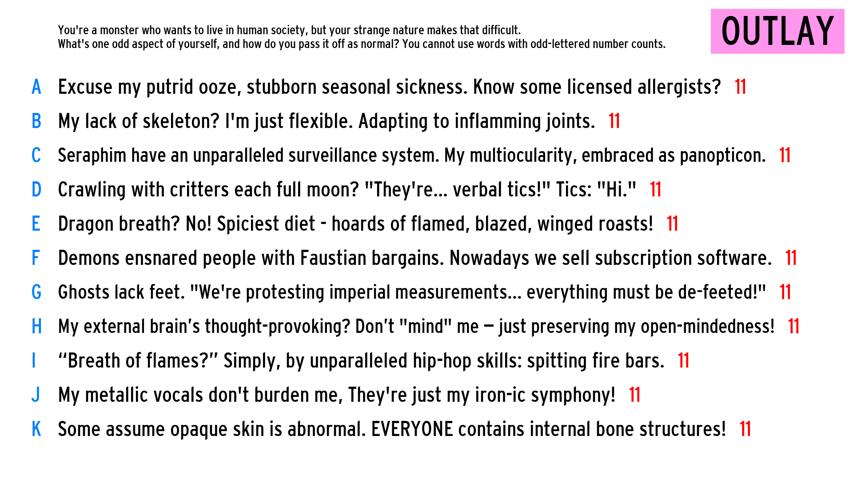 You're a monster who wants to live in human society, but your strange nature makes that difficult.
What's one odd aspect of yourself, and how do you pass it off as normal? You cannot use words with odd-lettered number counts.
OUTLAY
A Excuse my putrid ooze, stubborn seasonal sickness. Know some licensed allergists? 11
B My lack of skeleton? I'm just flexible. Adapting to inflamming joints. 11
C Seraphim have an unparalleled surveillance system. My multiocularity, embraced as panopticon. 11
D Crawling with critters each full moon? "They're... verbal tics!" Tics: "Hi." 11
E Dragon breath? No! Spiciest diet - hoards of flamed, blazed, winged roasts! 11
F Demons ensnared people with Faustian bargains. Nowadays we sell subscription software. 11
G Ghosts lack feet. "We're protesting imperial measurements... everything must be de-feeted!" 11
H My external brain’s thought-provoking? Don’t "mind" me – just preserving my open-mindedness! 11
I “Breath of flames?” Simply, by unparalleled hip-hop skills: spitting fire bars. 11
J My metallic vocals don't burden me, They're just my iron-ic symphony! 11
K Some assume opaque skin is abnormal. EVERYONE contains internal bone structures! 11